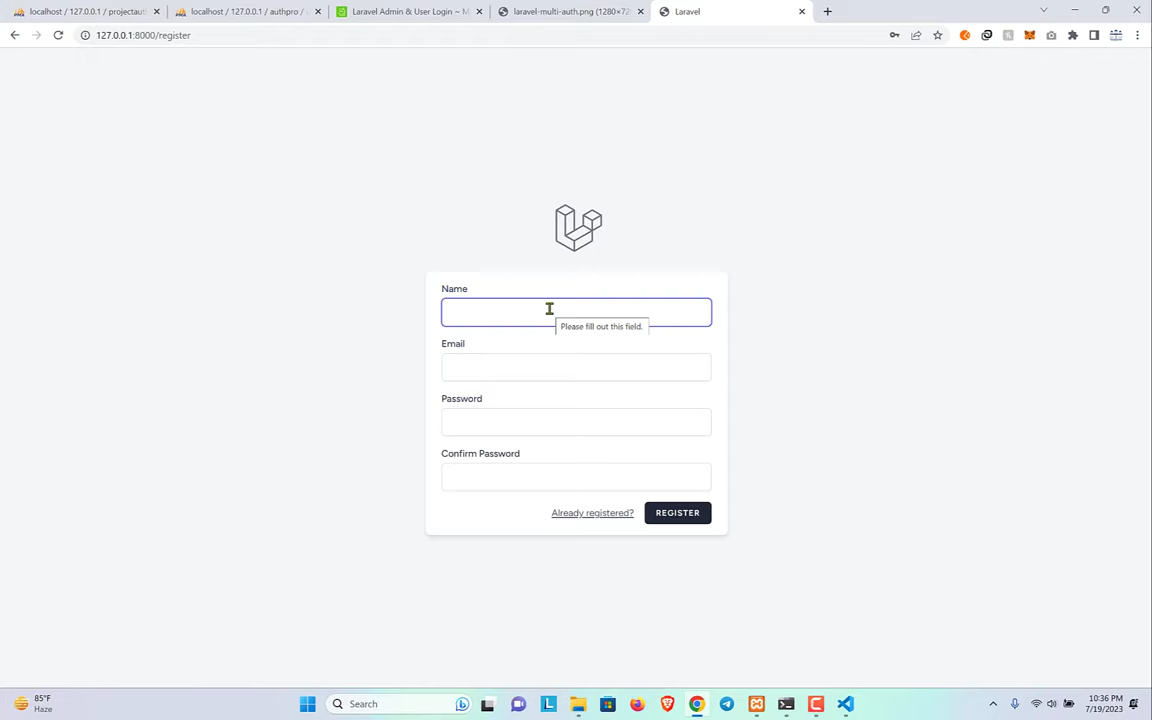 localhost / 127.0.0.1 / projectaut
localhost / 127.0.0.1 / authpro /
Laravel Admin & User Login ~ M
laravel-multi-auth.png (1280×72
Laravel
127.0.0.1:8000/register
Name
Please fill out this field.
Email
Password
Confirm Password
Already registered?
REGISTER
85°F
Haze
Search
10:36 PM
7/19/2023